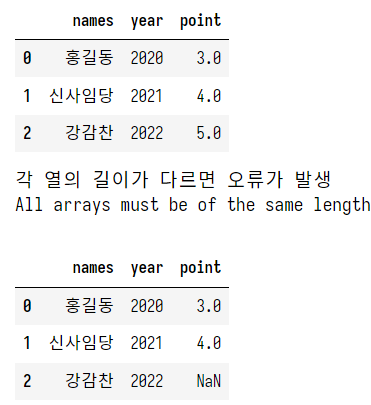 names year point
0 홍길동 2020 3.0
1 신사임당 2021 4.0
2 강감찬 2022 5.0
각 열의 길이가 다르면 오류가 발생
All arrays must be of the same length
names year point
0 홍길동 2020 3.0
1 신사임당 2021 4.0
2 강감찬 2022 NaN